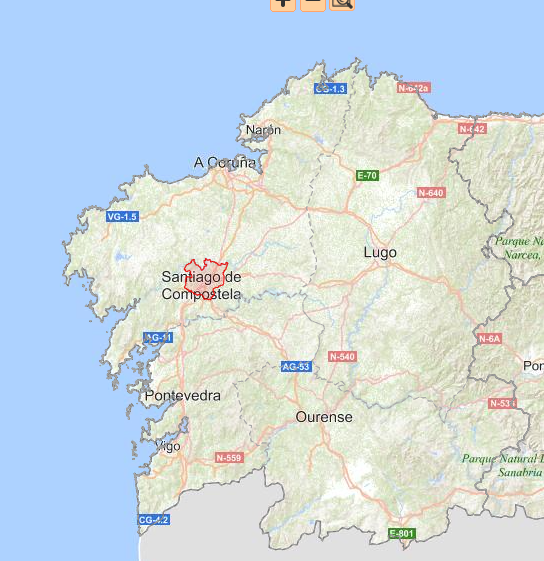 CG-1.3
N-642a
Narón
N-642
A Coruña
E-70
N-640
VG-1.5
Parque Na
Narcea,
Lugo
Santiago de
Compostela
AG-11
N-6A
N-540
AG-53
Pon
Pontevedra
N-53
Ourense
Vigo
N-559
Parque Natural
Sanabria
CG-4.2
E-801